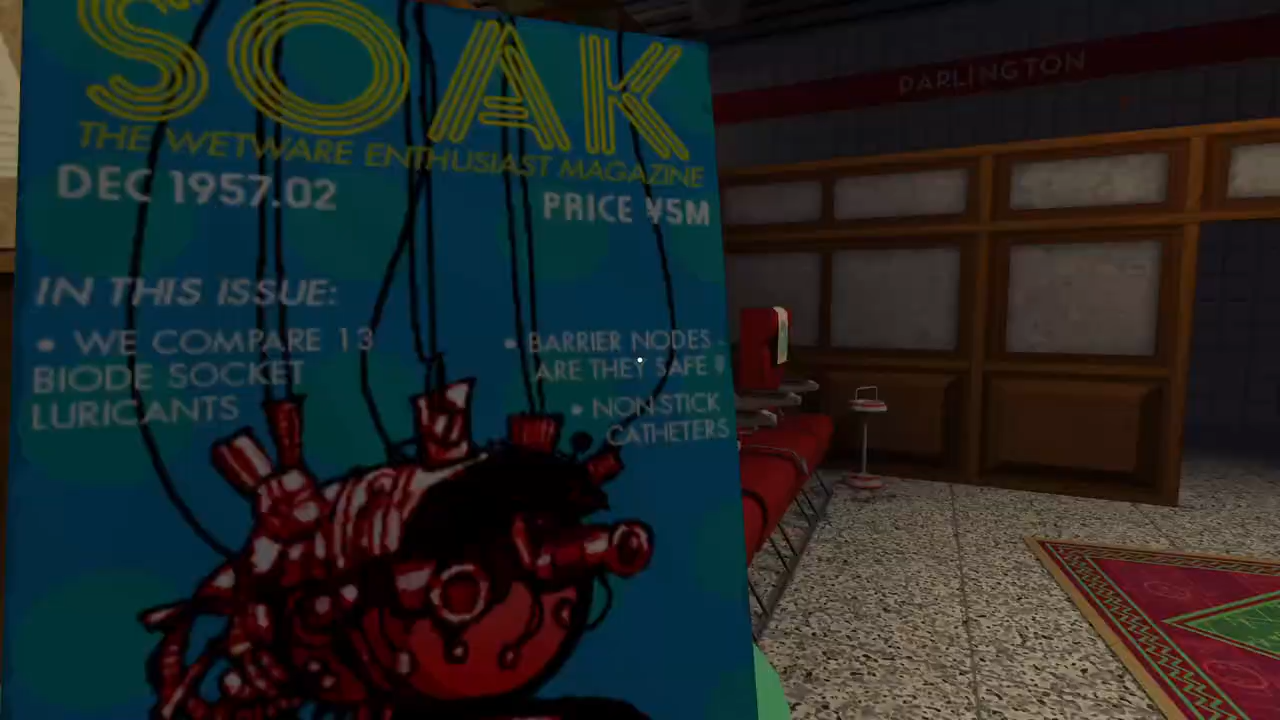 SOAK
THE WETWARE ENTHUSIAST MAGAZINE
DEC 1957.02
PRICE ¥5M
IN THIS ISSUE:
• WE COMPARE 13
BIODE SOCKET
LURICANTS
• BARRIER NODES -
ARE THEY SAFE
• NON-STICK
CATHETERS
DARLINGTON